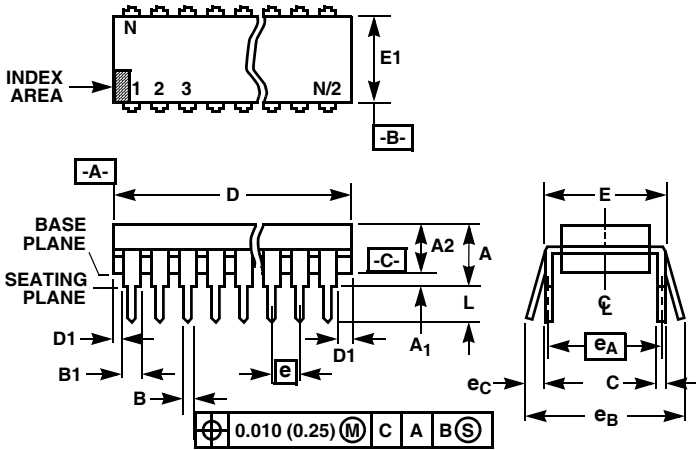 N
INDEX
AREA
1 2 3 N/2
E1
-B-
-A-
D
E
BASE
PLANE
A2
A
-C-
SEATING
PLANE
L
C
L
D1
A1
D1
eA
B1
e
eC
C
B
eB
0.010 (0.25) M C A B S